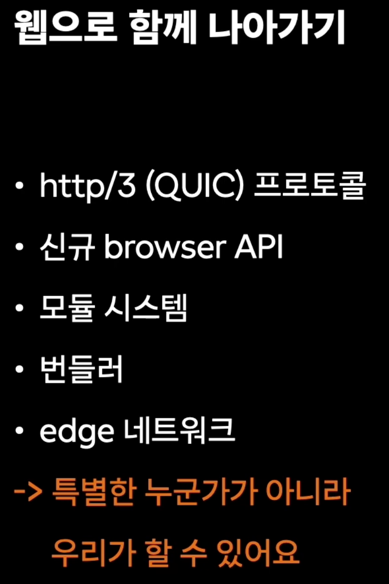 웹으로 함께 나아가기
• http/3 (QUIC) 프로토콜
• 신규 browser API
• 모듈 시스템
• 번들러
• edge 네트워크
-> 특별한 누군가가 아니라
우리가 할 수 있어요